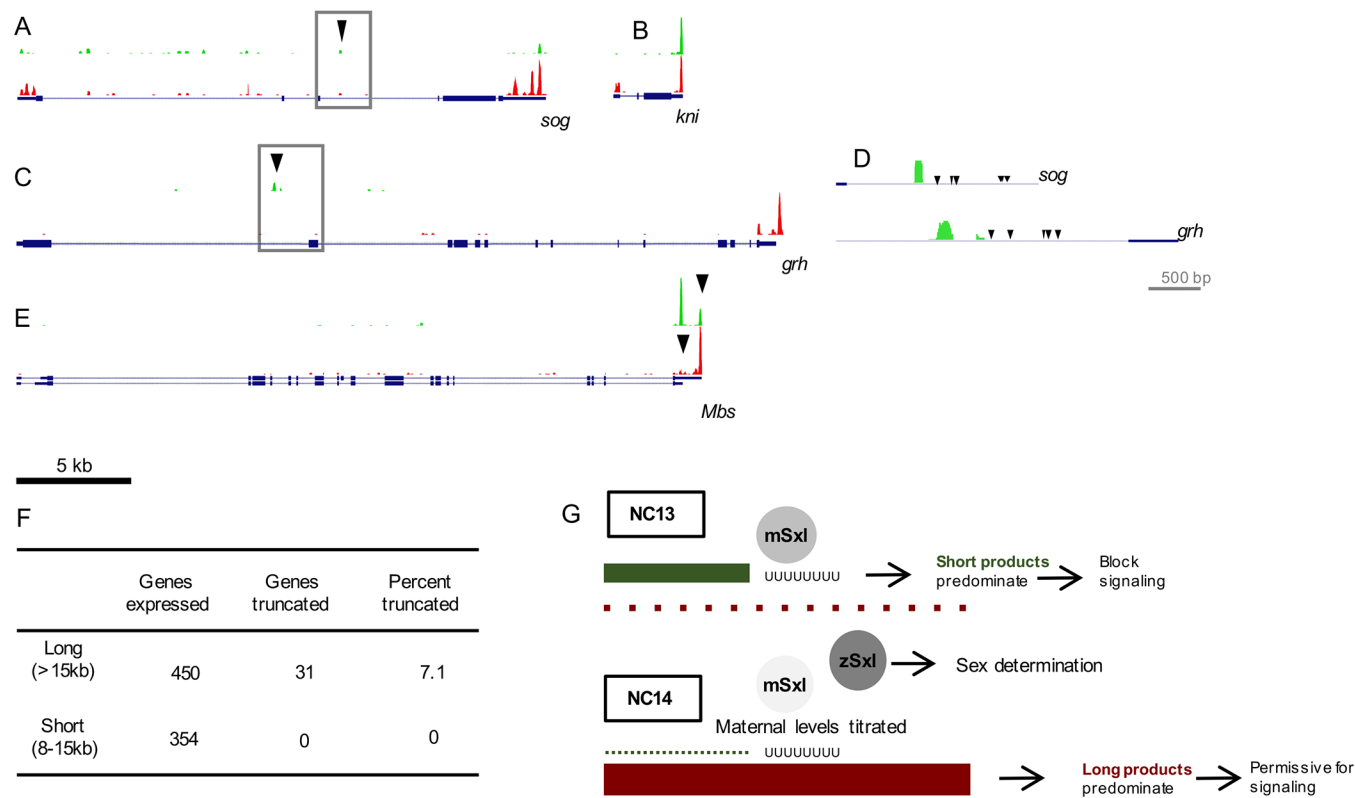 A
B
sog
kni
C
D
sog
grh
grh
500 bp
E
Mbs
5 kb
F
Genes expressed
Genes truncated
Percent truncated
Long (>15kb)
450
31
7.1
Short (8-15kb)
354
0
0
G
NC13
mSxl
UUUUUUUU
Short products predominate
Block signaling
zSxl
Sex determination
mSxl
NC14
Maternal levels titrated
UUUUUUUU
Long products predominate
Permissive for signaling